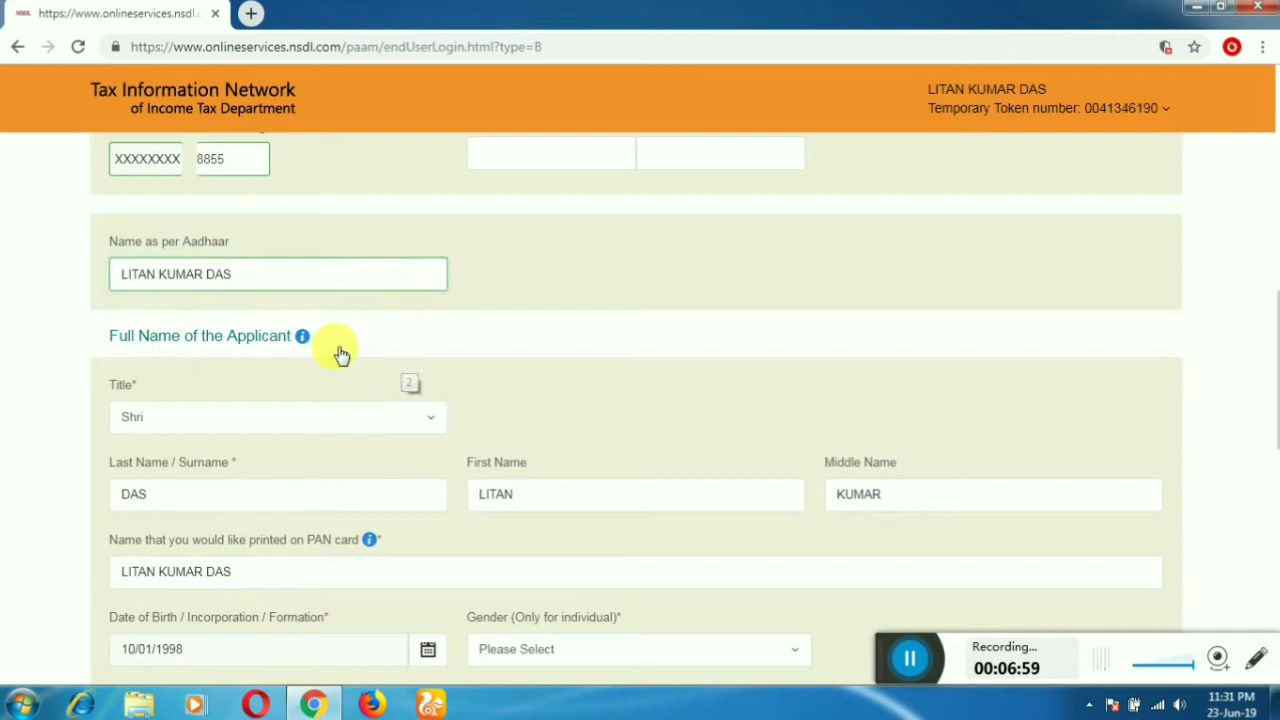 https://www.onlineservices.nsdl.c
https://www.onlineservices.nsdl.com/paam/endUserLogin.html?type=B
Tax Information Network
of Income Tax Department
LITAN KUMAR DAS
Temporary Token number: 0041346190
XXXXXXXX 8855
Name as per Aadhaar
LITAN KUMAR DAS
Full Name of the Applicant
Title*
2
Shri
Last Name / Surname * First Name Middle Name
DAS LITAN KUMAR
Name that you would like printed on PAN card *
LITAN KUMAR DAS
Date of Birth / Incorporation / Formation* Gender (Only for individual)*
10/01/1998 Please Select
Recording...
00:06:59
11:31 PM
23-Jun-19